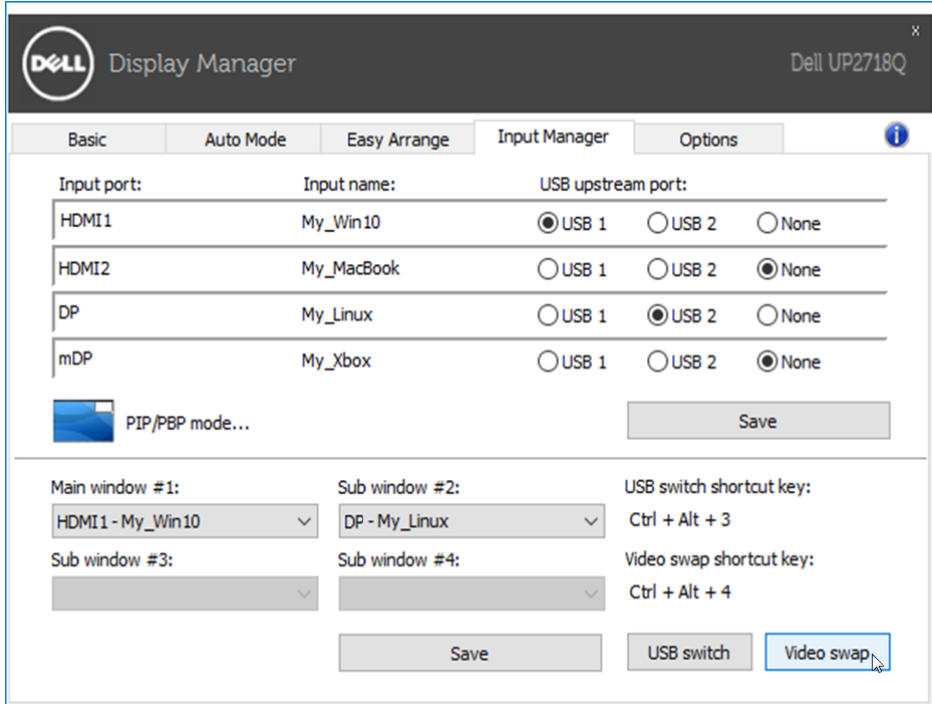 x
DELL Display Manager Dell UP2718Q
Basic Auto Mode Easy Arrange Input Manager Options i
Input port: Input name: USB upstream port:
HDMI1 My_Win10 USB 1 USB 2 None
HDMI2 My_MacBook USB 1 USB 2 None
DP My_Linux USB 1 USB 2 None
mDP My_Xbox USB 1 USB 2 None
PIP/PBP mode... Save
Main window #1: Sub window #2: USB switch shortcut key:
HDMI1 - My_Win10 DP - My_Linux Ctrl + Alt + 3
Sub window #3: Sub window #4: Video swap shortcut key:
Ctrl + Alt + 4
Save USB switch Video swap